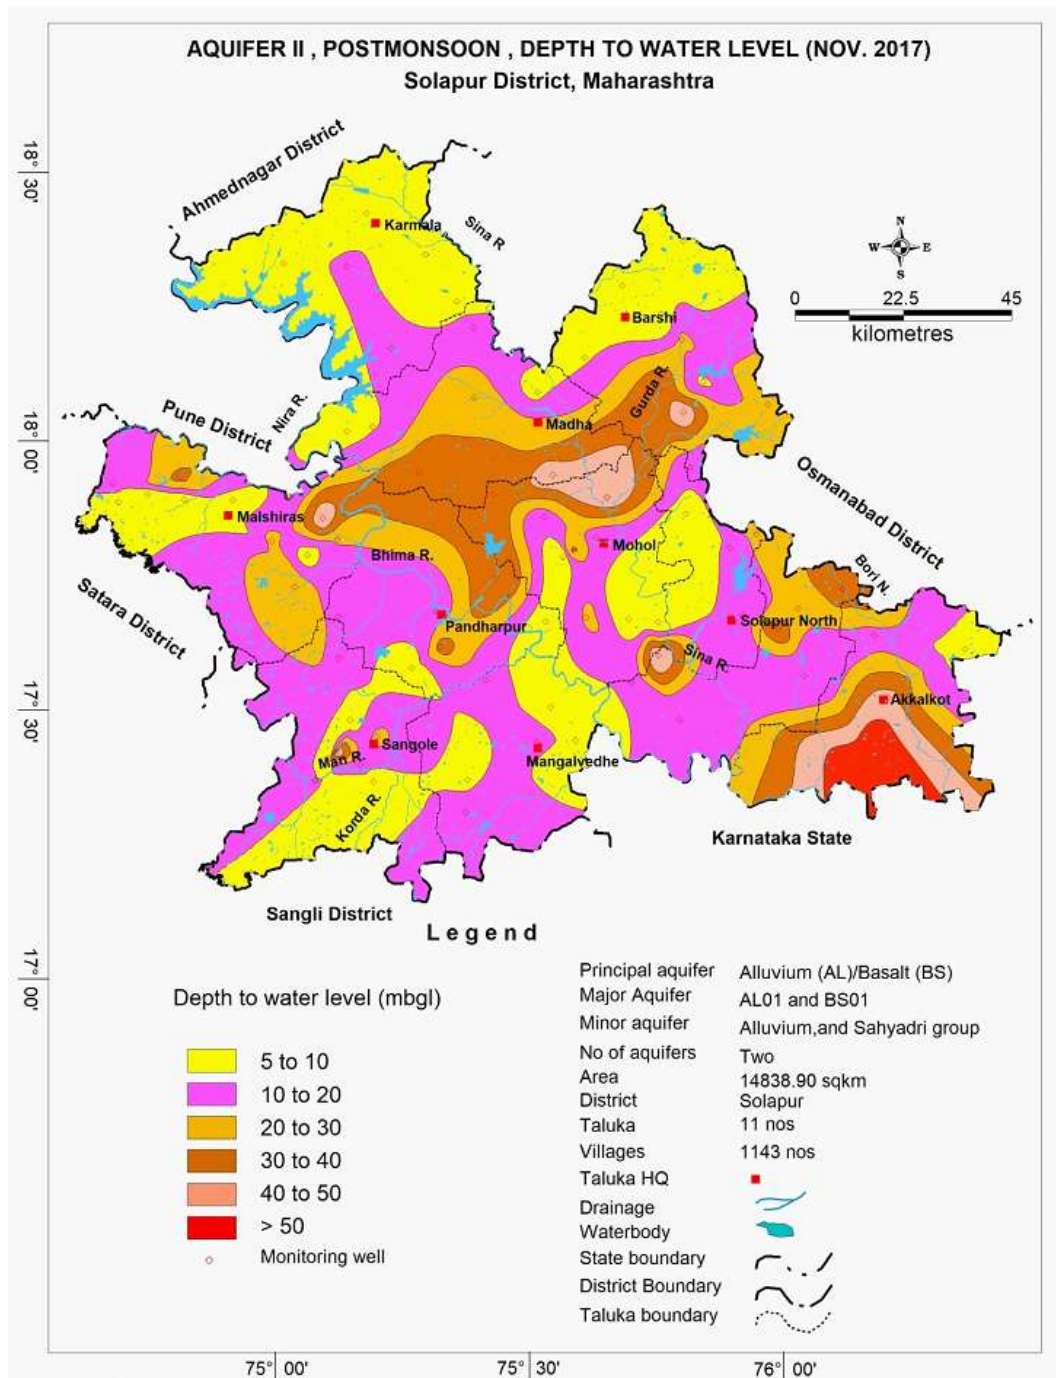 AQUIFER II , POSTMONSOON , DEPTH TO WATER LEVEL (NOV. 2017)
Solapur District, Maharashtra
18° 30'
Ahmednagar District
Karmala
Sina R
N
W E
S
0 22.5 45
kilometres
Barshi
Gurda R.
Nira R.
Pune District
Madha
18° 00'
Osmanabad District
Malshiras
Mohol
Bhima R.
Bori N.
Satara District
Pandharpur
Solapur North
Sina R.
17° 30'
Akkalkot
Sangole
Man R.
Mangalvedhe
Korda R.
Karnataka State
Sangli District
Legend
17° 00'
Depth to water level (mbgl)
5 to 10
10 to 20
20 to 30
30 to 40
40 to 50
> 50
Monitoring well
Principal aquifer Alluvium (AL)/Basalt (BS)
Major Aquifer AL01 and BS01
Minor aquifer Alluvium,and Sahyadri group
No of aquifers Two
Area 14838.90 sqkm
District Solapur
Taluka 11 nos
Villages 1143 nos
Taluka HQ
Drainage
Waterbody
State boundary
District Boundary
Taluka boundary
75° 00' 75° 30' 76° 00'